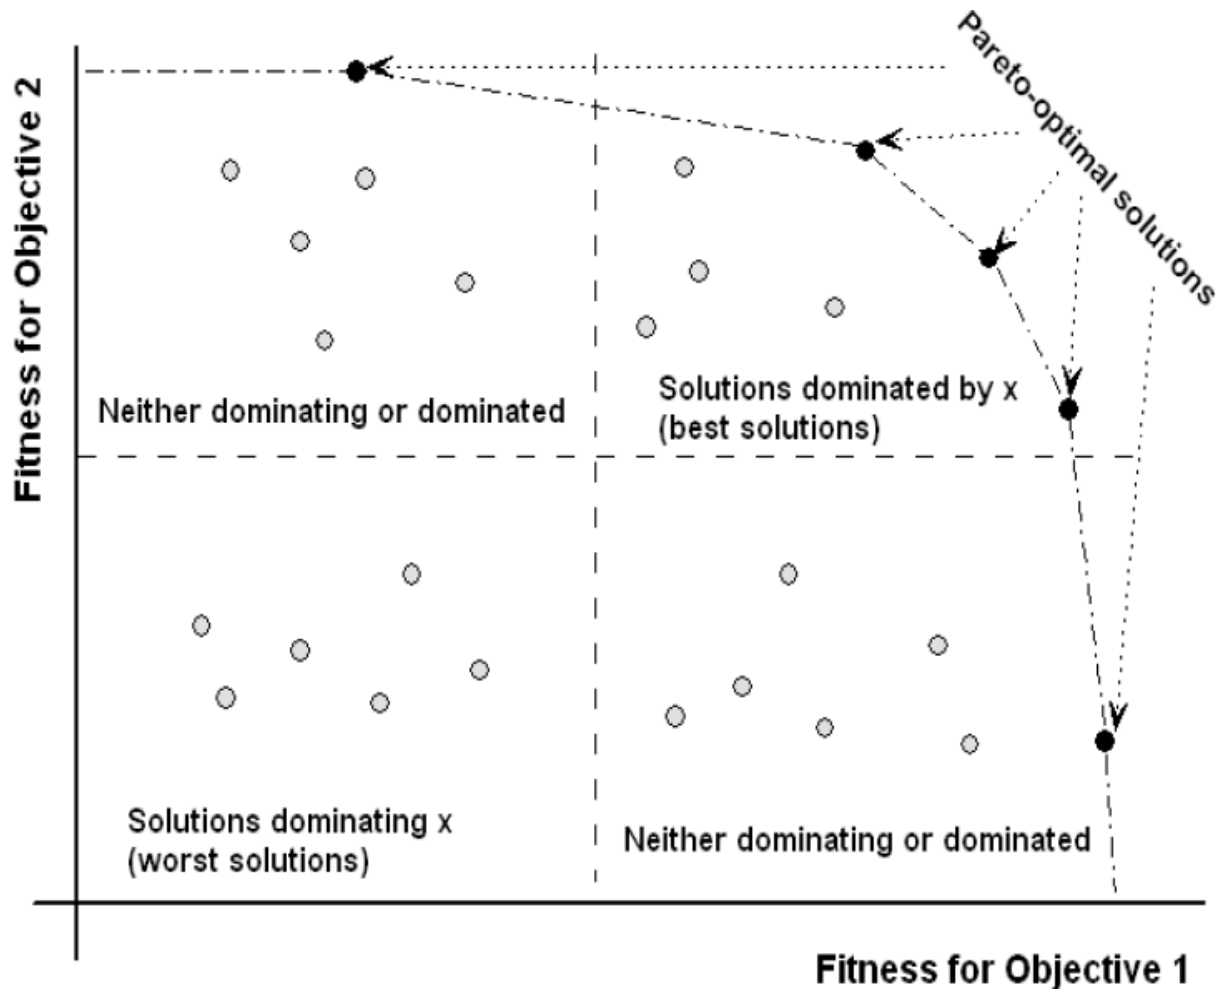 Fitness for Objective 2
Pareto-optimal solutions
Neither dominating or dominated
Solutions dominated by x
(best solutions)
Solutions dominating x
(worst solutions)
Neither dominating or dominated
Fitness for Objective 1